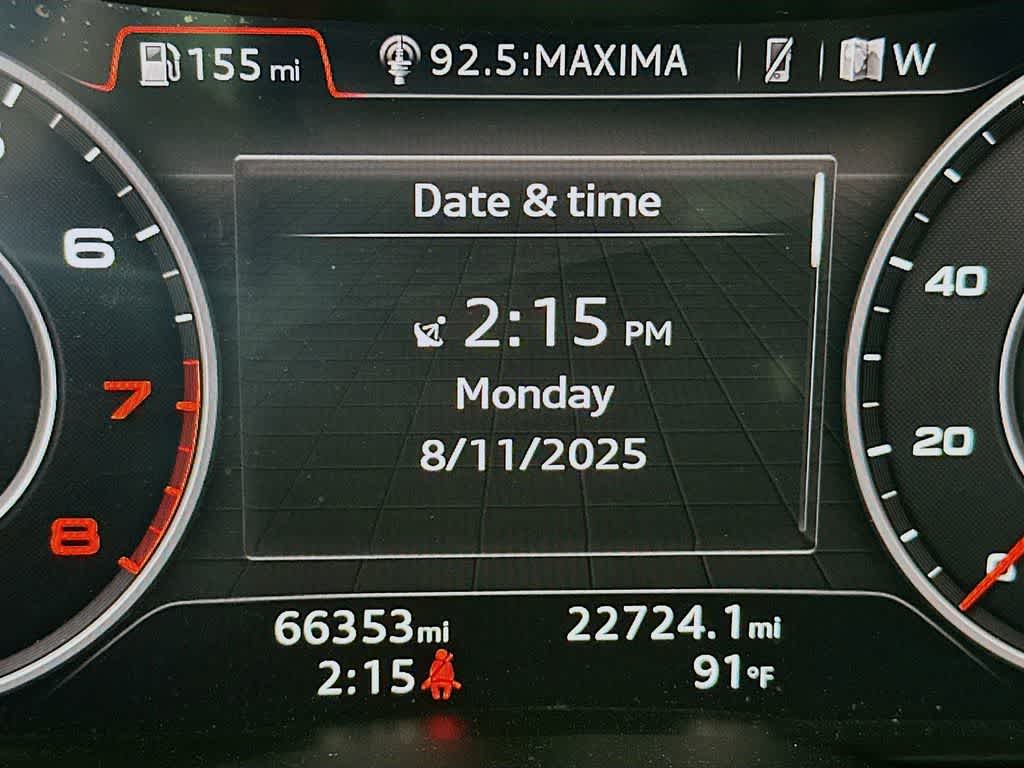 155 mi 92.5:MAXIMA W
Date & time
2:15 PM
Monday
8/11/2025
6
7
8
40
20
0
66353mi 22724.1mi
2:15 91°F